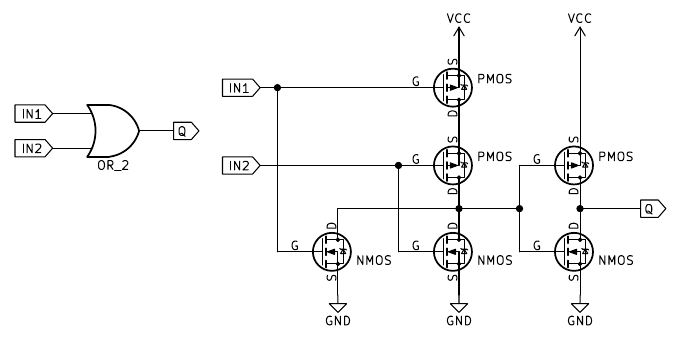 VCC VCC
S
IN1 G PMOS
D
IN1 Q
IN2
OR_2
S S
IN2 G PMOS G PMOS
D D
Q
D D D
G NMOS G NMOS G NMOS
S S S
GND GND GND